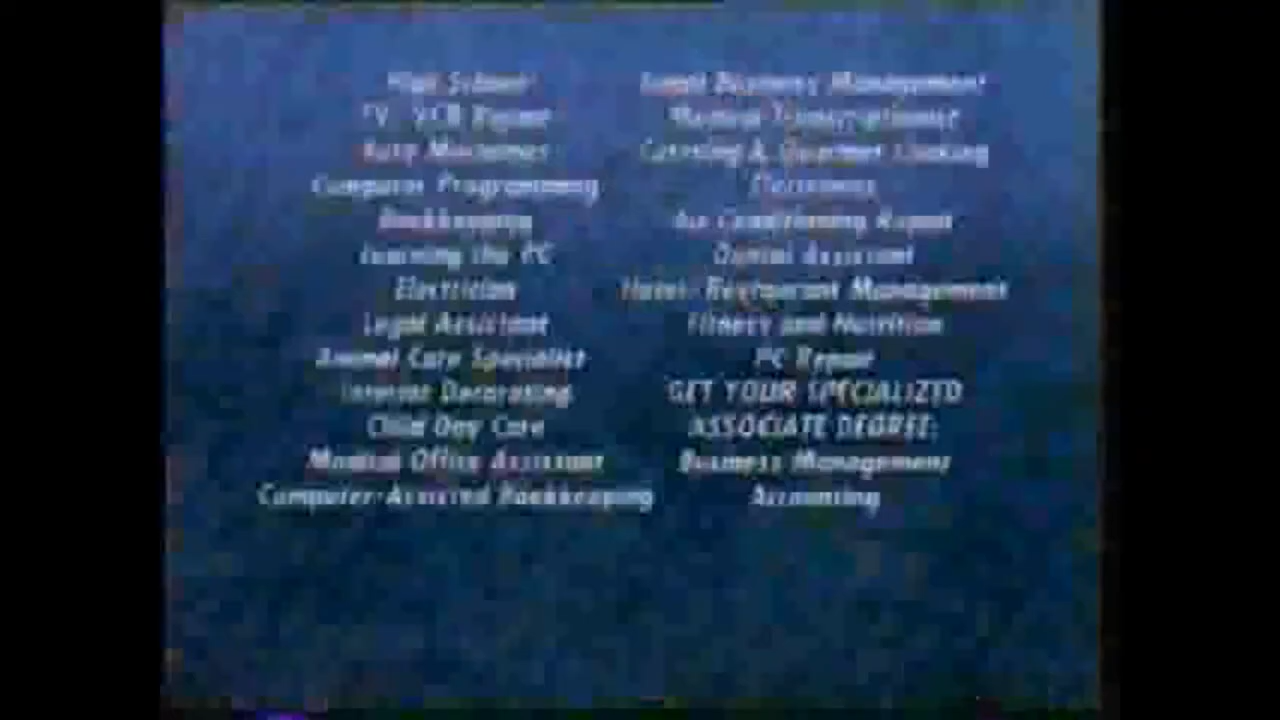 High School
TV VCR Repair
Auto Mechanics
Computer Programming
Bookkeeping
Learning the PC
Electrician
Legal Assistant
Animal Care Specialist
Interior Decorating
Child Day Care
Medical Office Assistant
Computer-Assisted Bookkeeping
Small Business Management
Medical Transcriptionist
Catering & Gourmet Cooking
Electronics
Air Conditioning Repair
Dental Assistant
Hotel Restaurant Management
Fitness and Nutrition
PC Repair
GET YOUR SPECIALIZED
ASSOCIATE DEGREE:
Business Management
Accounting